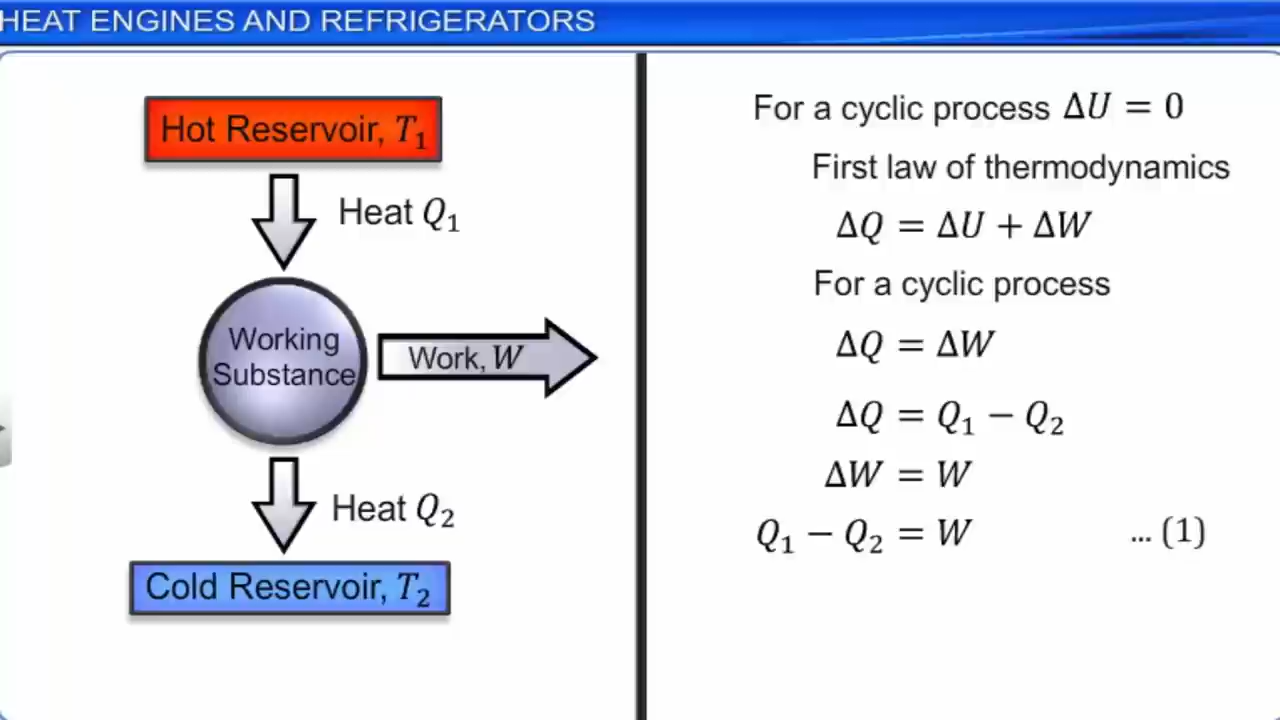 HEAT ENGINES AND REFRIGERATORS
Hot Reservoir, T₁
Heat Q₁
Working
Substance
Work, W
Heat Q₂
Cold Reservoir, T₂
For a cyclic process ΔU = 0
First law of thermodynamics
ΔQ = ΔU + ΔW
For a cyclic process
ΔQ = ΔW
ΔQ = Q₁ − Q₂
ΔW = W
Q₁ − Q₂ = W ... (1)